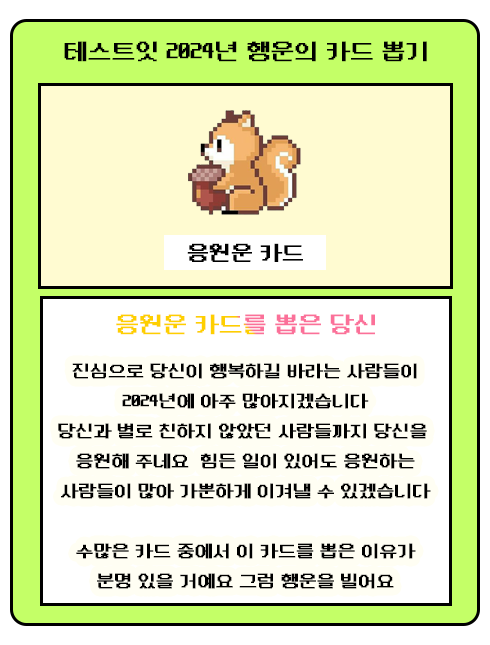 테스트잇 2024년 행운의 카드 뽑기
응원운 카드
응원운 카드를 뽑은 당신
진심으로 당신이 행복하길 바라는 사람들이
2024년에 아주 많아지겠습니다
당신과 별로 친하지 않았던 사람들까지 당신을
응원해 주네요 힘든 일이 있어도 응원하는
사람들이 많아 가뿐하게 이겨낼 수 있겠습니다
수많은 카드 중에서 이 카드를 뽑은 이유가
분명 있을 거예요 그럼 행운을 빌어요